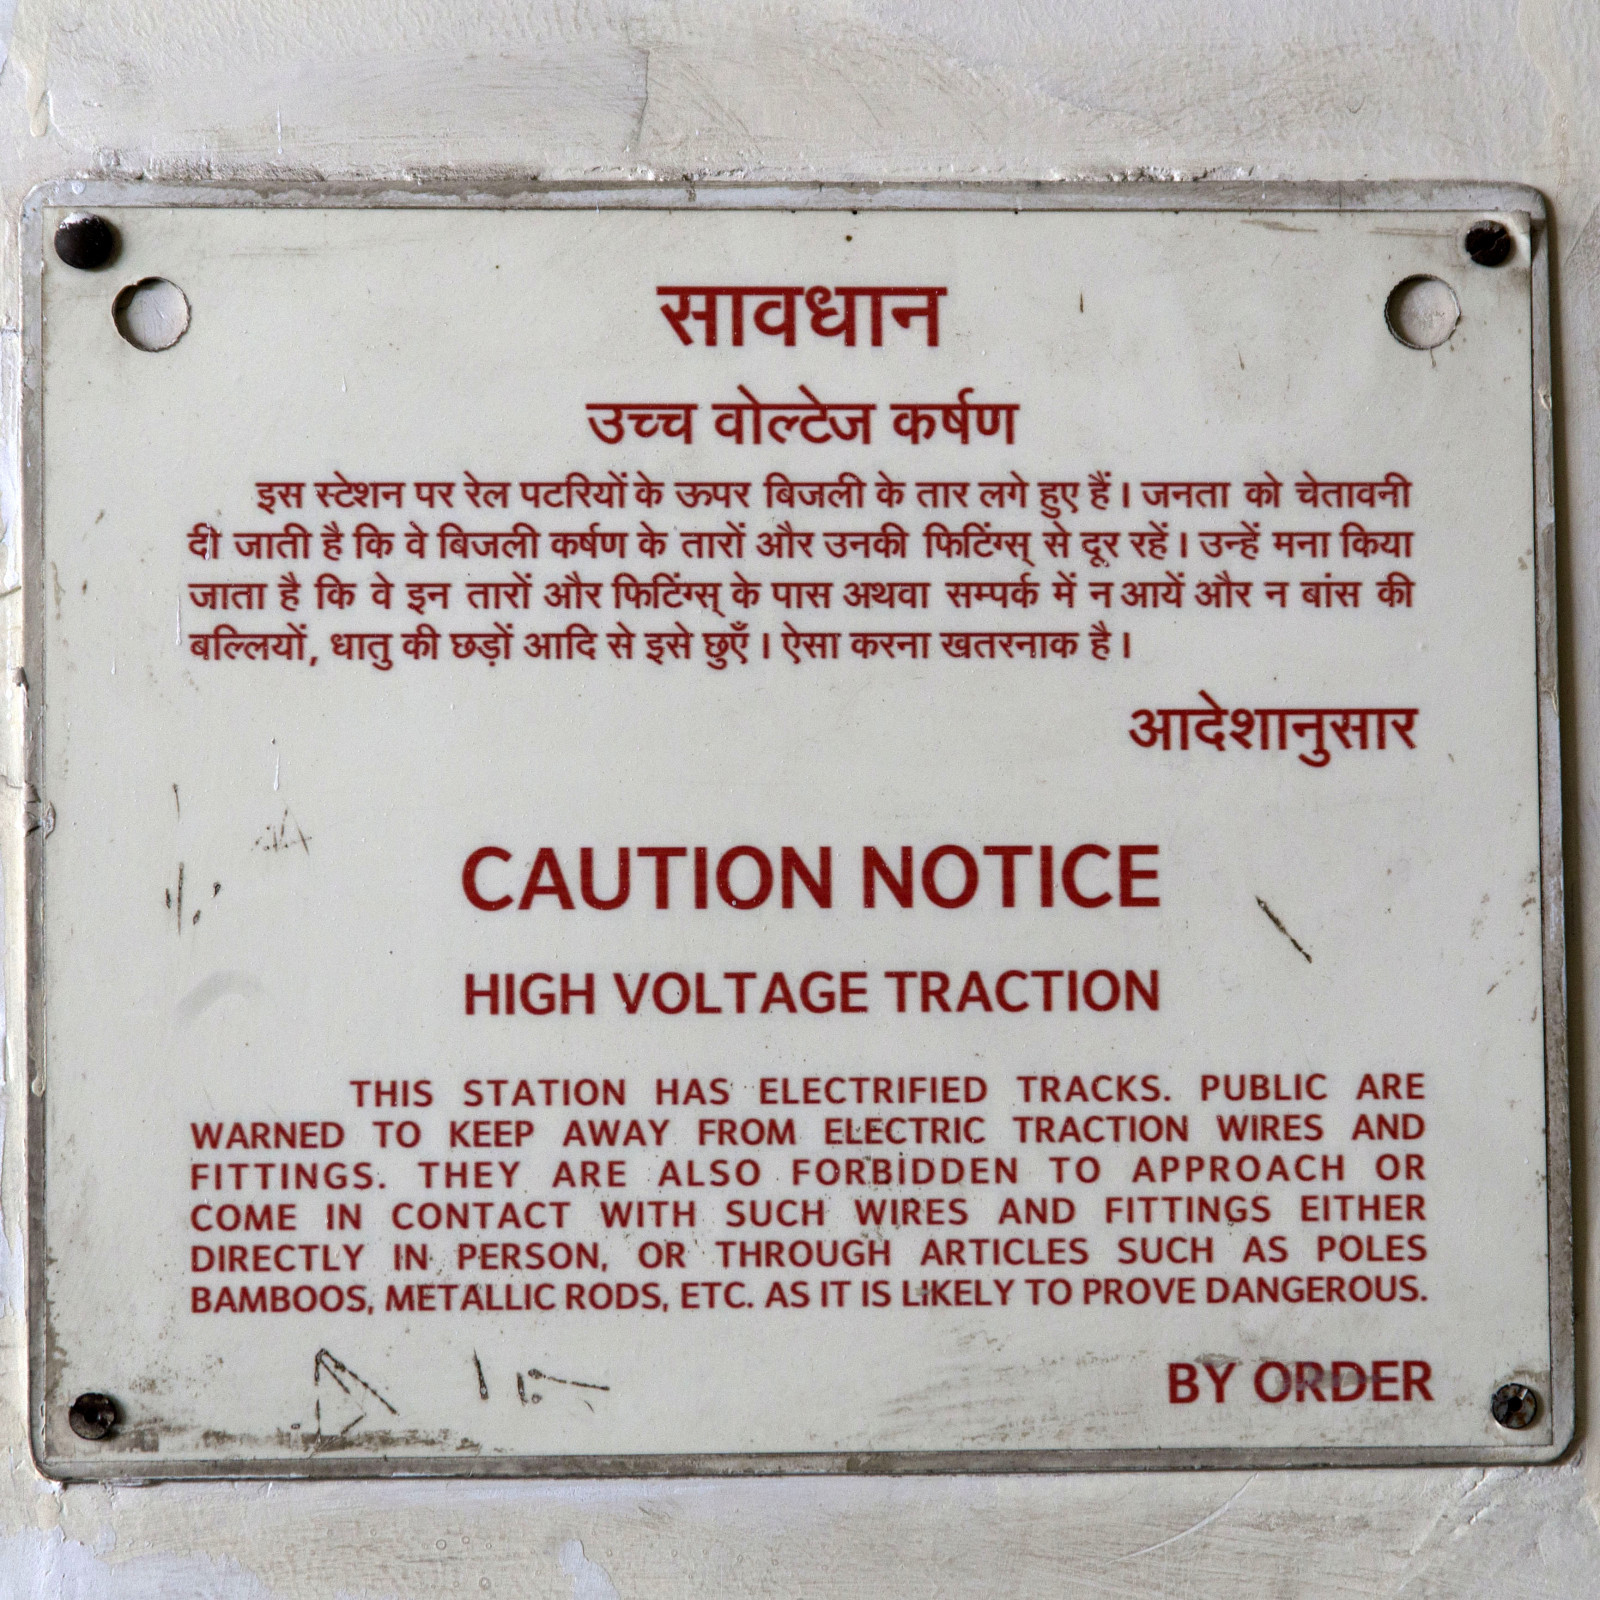 सावधान
उच्च वोल्टेज कर्षण
इस स्टेशन पर रेल पटरियों के ऊपर बिजली के तार लगे हुए हैं। जनता को चेतावनी
दी जाती है कि वे बिजली कर्षण के तारों और उनकी फिटिंग्स् से दूर रहें। उन्हें मना किया
जाता है कि वे इन तारों और फिटिंग्स् के पास अथवा सम्पर्क में न आयें और न बांस की
बल्लियों, धातु की छड़ों आदि से इसे छुएँ। ऐसा करना खतरनाक है।
आदेशानुसार
CAUTION NOTICE
HIGH VOLTAGE TRACTION
THIS STATION HAS ELECTRIFIED TRACKS. PUBLIC ARE
WARNED TO KEEP AWAY FROM ELECTRIC TRACTION WIRES AND
FITTINGS. THEY ARE ALSO FORBIDDEN TO APPROACH OR
COME IN CONTACT WITH SUCH WIRES AND FITTINGS EITHER
DIRECTLY IN PERSON, OR THROUGH ARTICLES SUCH AS POLES
BAMBOOS, METALLIC RODS, ETC. AS IT IS LIKELY TO PROVE DANGEROUS.
BY ORDER